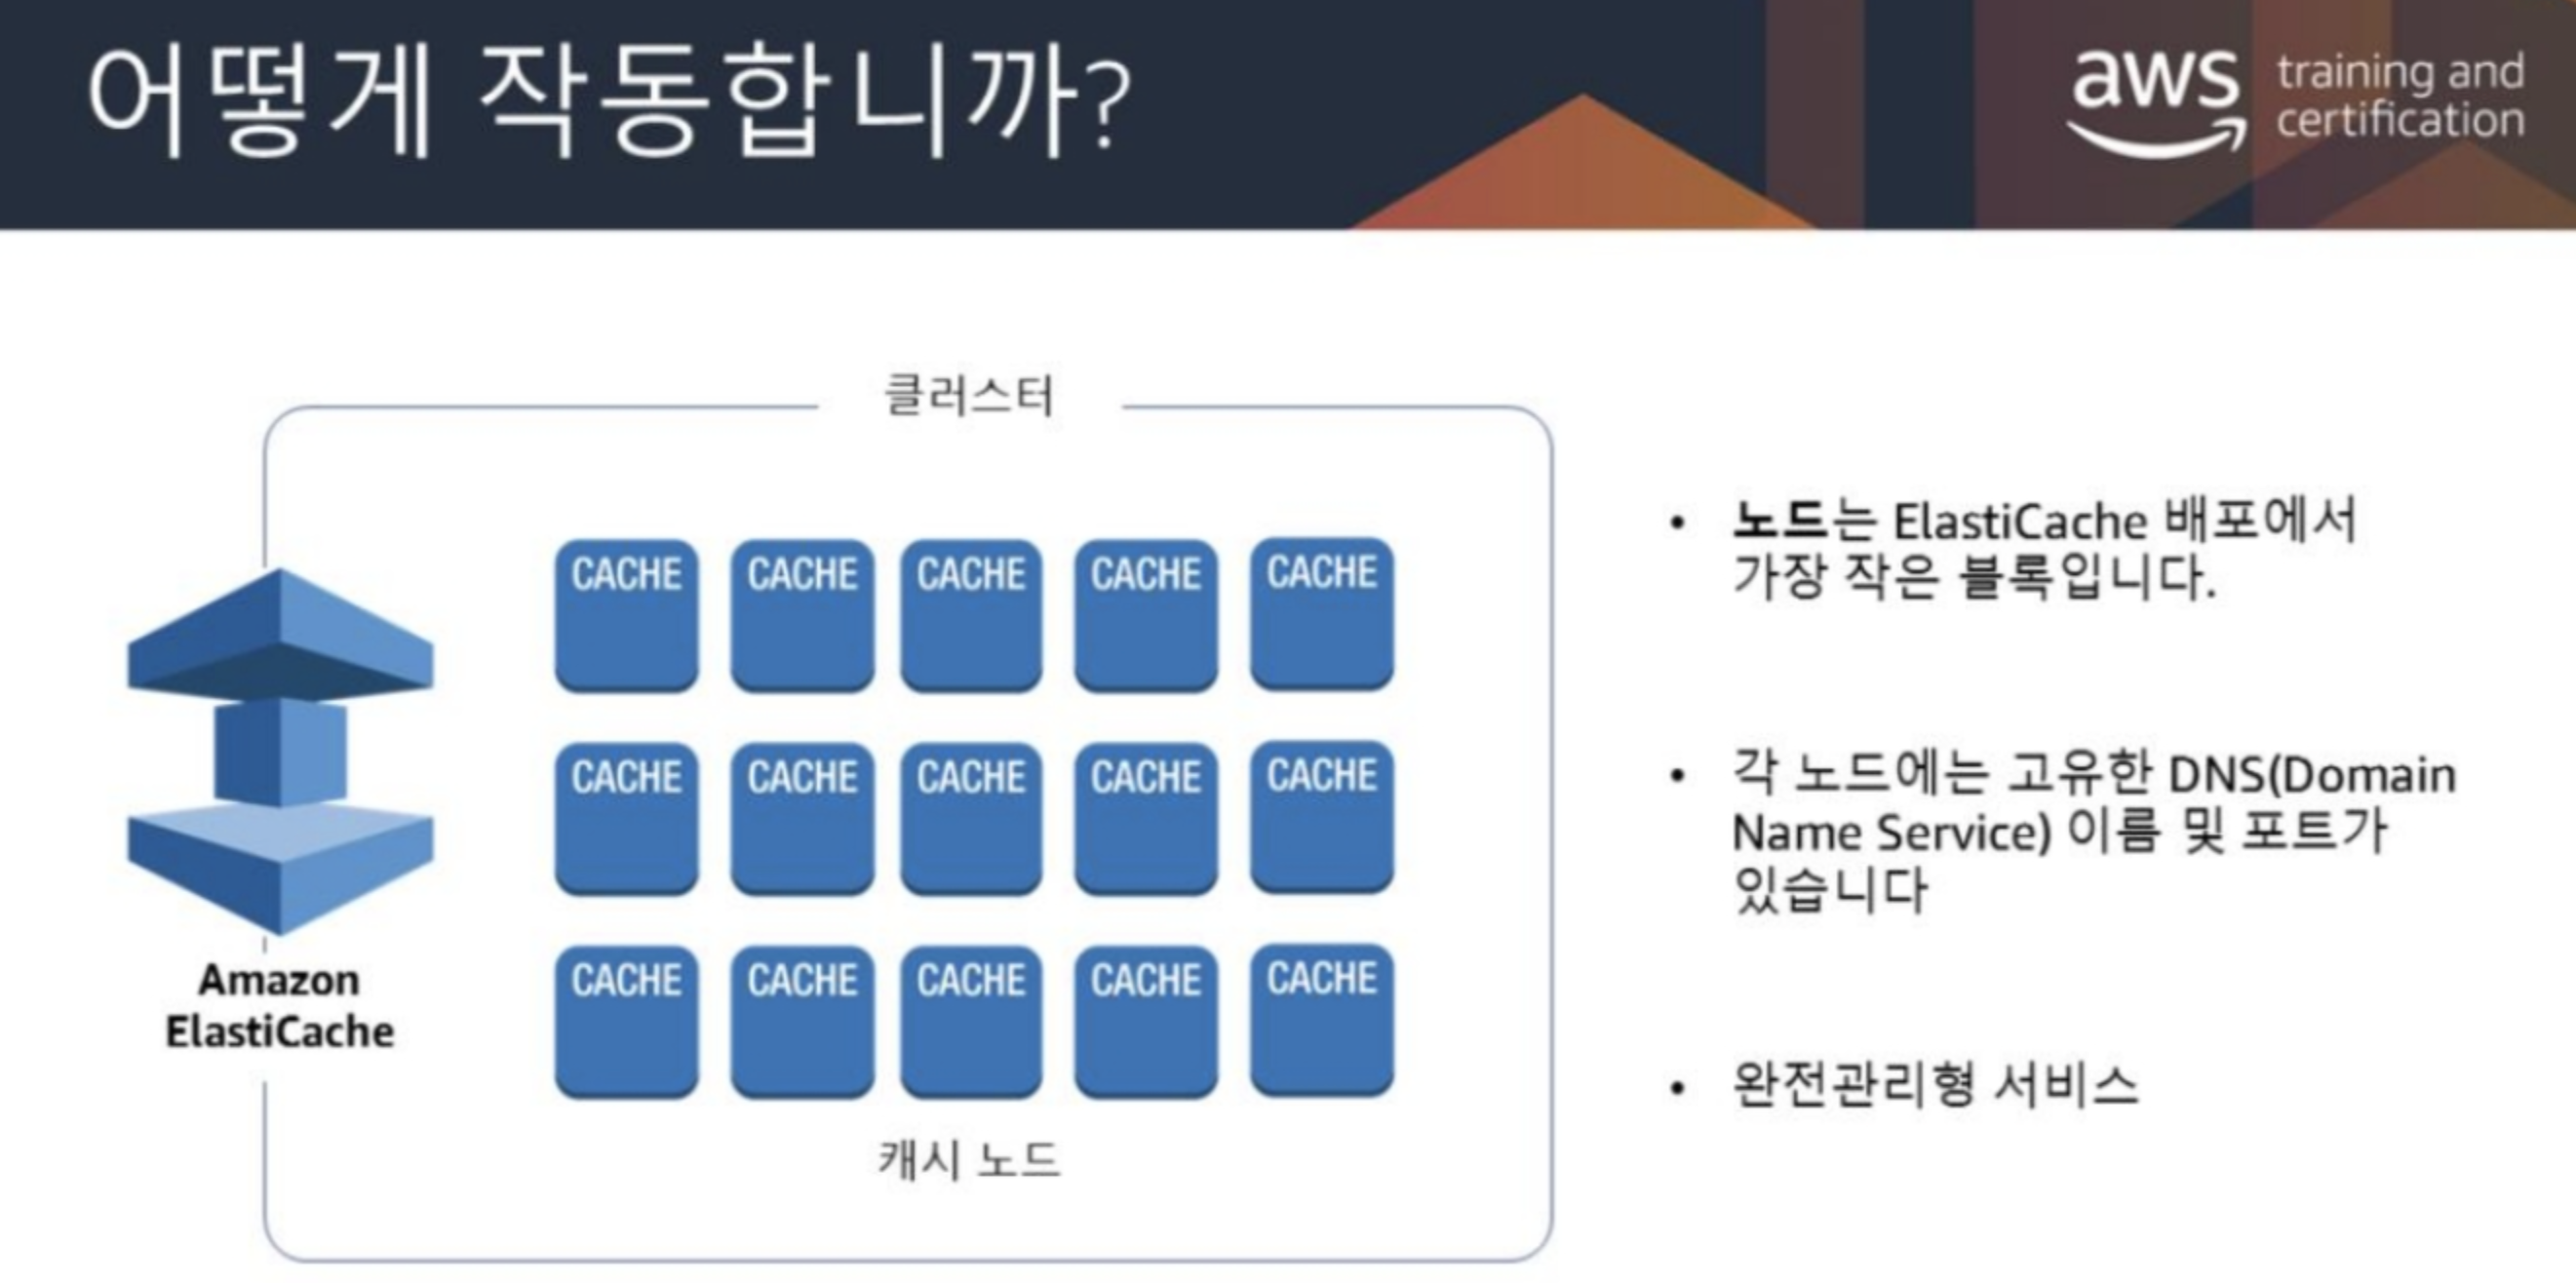 어떻게 작동합니까?
aws training and
certification
클러스터
CACHE CACHE CACHE CACHE CACHE
CACHE CACHE CACHE CACHE CACHE
CACHE CACHE CACHE CACHE CACHE
캐시 노드
Amazon
ElastiCache
• 노드는 ElastiCache 배포에서
가장 작은 블록입니다.
• 각 노드에는 고유한 DNS(Domain
Name Service) 이름 및 포트가
있습니다
• 완전관리형 서비스